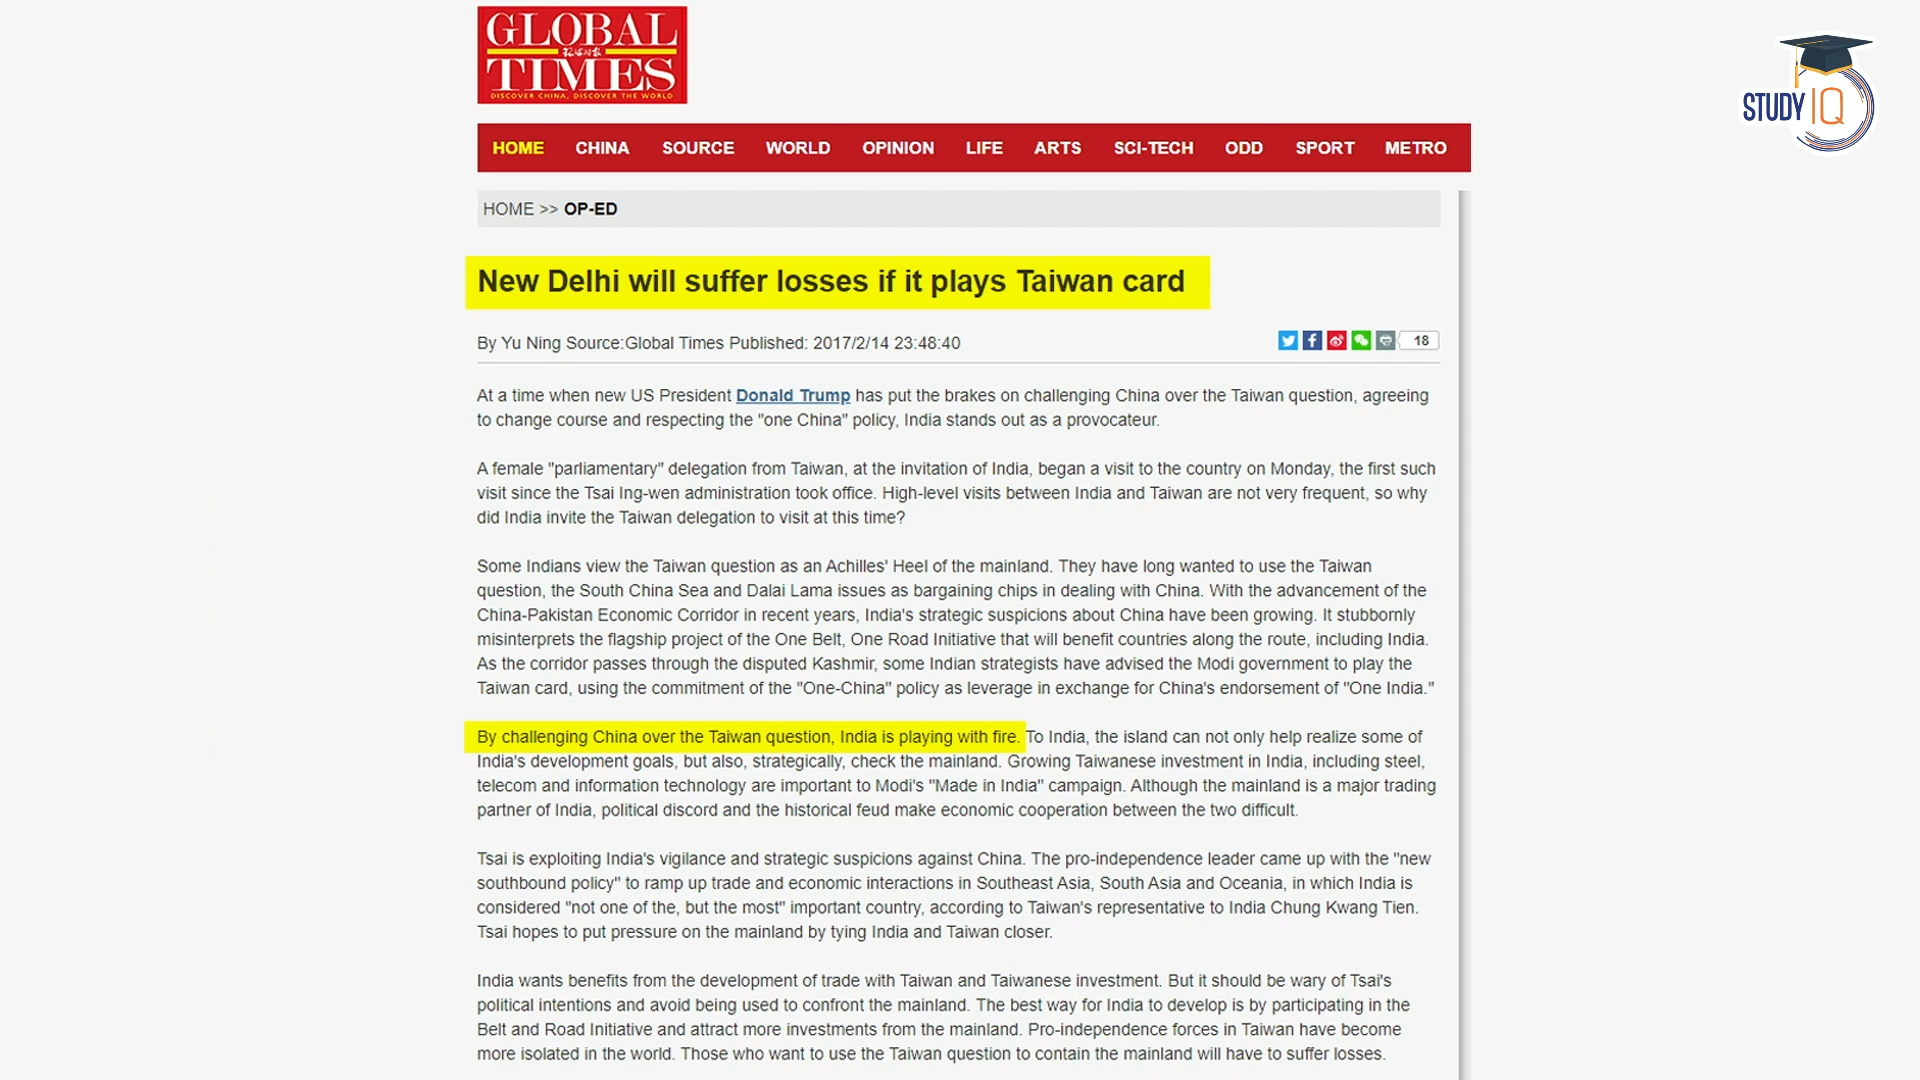 GLOBAL
环球时报
TIMES
DISCOVER CHINA, DISCOVER THE WORLD
STUDY IQ
HOME CHINA SOURCE WORLD OPINION LIFE ARTS SCI-TECH ODD SPORT METRO
HOME >> OP-ED
New Delhi will suffer losses if it plays Taiwan card
By Yu Ning Source:Global Times Published: 2017/2/14 23:48:40
18
At a time when new US President Donald Trump has put the brakes on challenging China over the Taiwan question, agreeing
to change course and respecting the "one China" policy, India stands out as a provocateur.
A female "parliamentary" delegation from Taiwan, at the invitation of India, began a visit to the country on Monday, the first such
visit since the Tsai Ing-wen administration took office. High-level visits between India and Taiwan are not very frequent, so why
did India invite the Taiwan delegation to visit at this time?
Some Indians view the Taiwan question as an Achilles' Heel of the mainland. They have long wanted to use the Taiwan
question, the South China Sea and Dalai Lama issues as bargaining chips in dealing with China. With the advancement of the
China-Pakistan Economic Corridor in recent years, India's strategic suspicions about China have been growing. It stubbornly
misinterprets the flagship project of the One Belt, One Road Initiative that will benefit countries along the route, including India.
As the corridor passes through the disputed Kashmir, some Indian strategists have advised the Modi government to play the
Taiwan card, using the commitment of the "One-China" policy as leverage in exchange for China's endorsement of "One India."
By challenging China over the Taiwan question, India is playing with fire. To India, the island can not only help realize some of
India's development goals, but also, strategically, check the mainland. Growing Taiwanese investment in India, including steel,
telecom and information technology are important to Modi's "Made in India" campaign. Although the mainland is a major trading
partner of India, political discord and the historical feud make economic cooperation between the two difficult.
Tsai is exploiting India's vigilance and strategic suspicions against China. The pro-independence leader came up with the "new
southbound policy" to ramp up trade and economic interactions in Southeast Asia, South Asia and Oceania, in which India is
considered "not one of the, but the most" important country, according to Taiwan's representative to India Chung Kwang Tien.
Tsai hopes to put pressure on the mainland by tying India and Taiwan closer.
India wants benefits from the development of trade with Taiwan and Taiwanese investment. But it should be wary of Tsai's
political intentions and avoid being used to confront the mainland. The best way for India to develop is by participating in the
Belt and Road Initiative and attract more investments from the mainland. Pro-independence forces in Taiwan have become
more isolated in the world. Those who want to use the Taiwan question to contain the mainland will have to suffer losses.